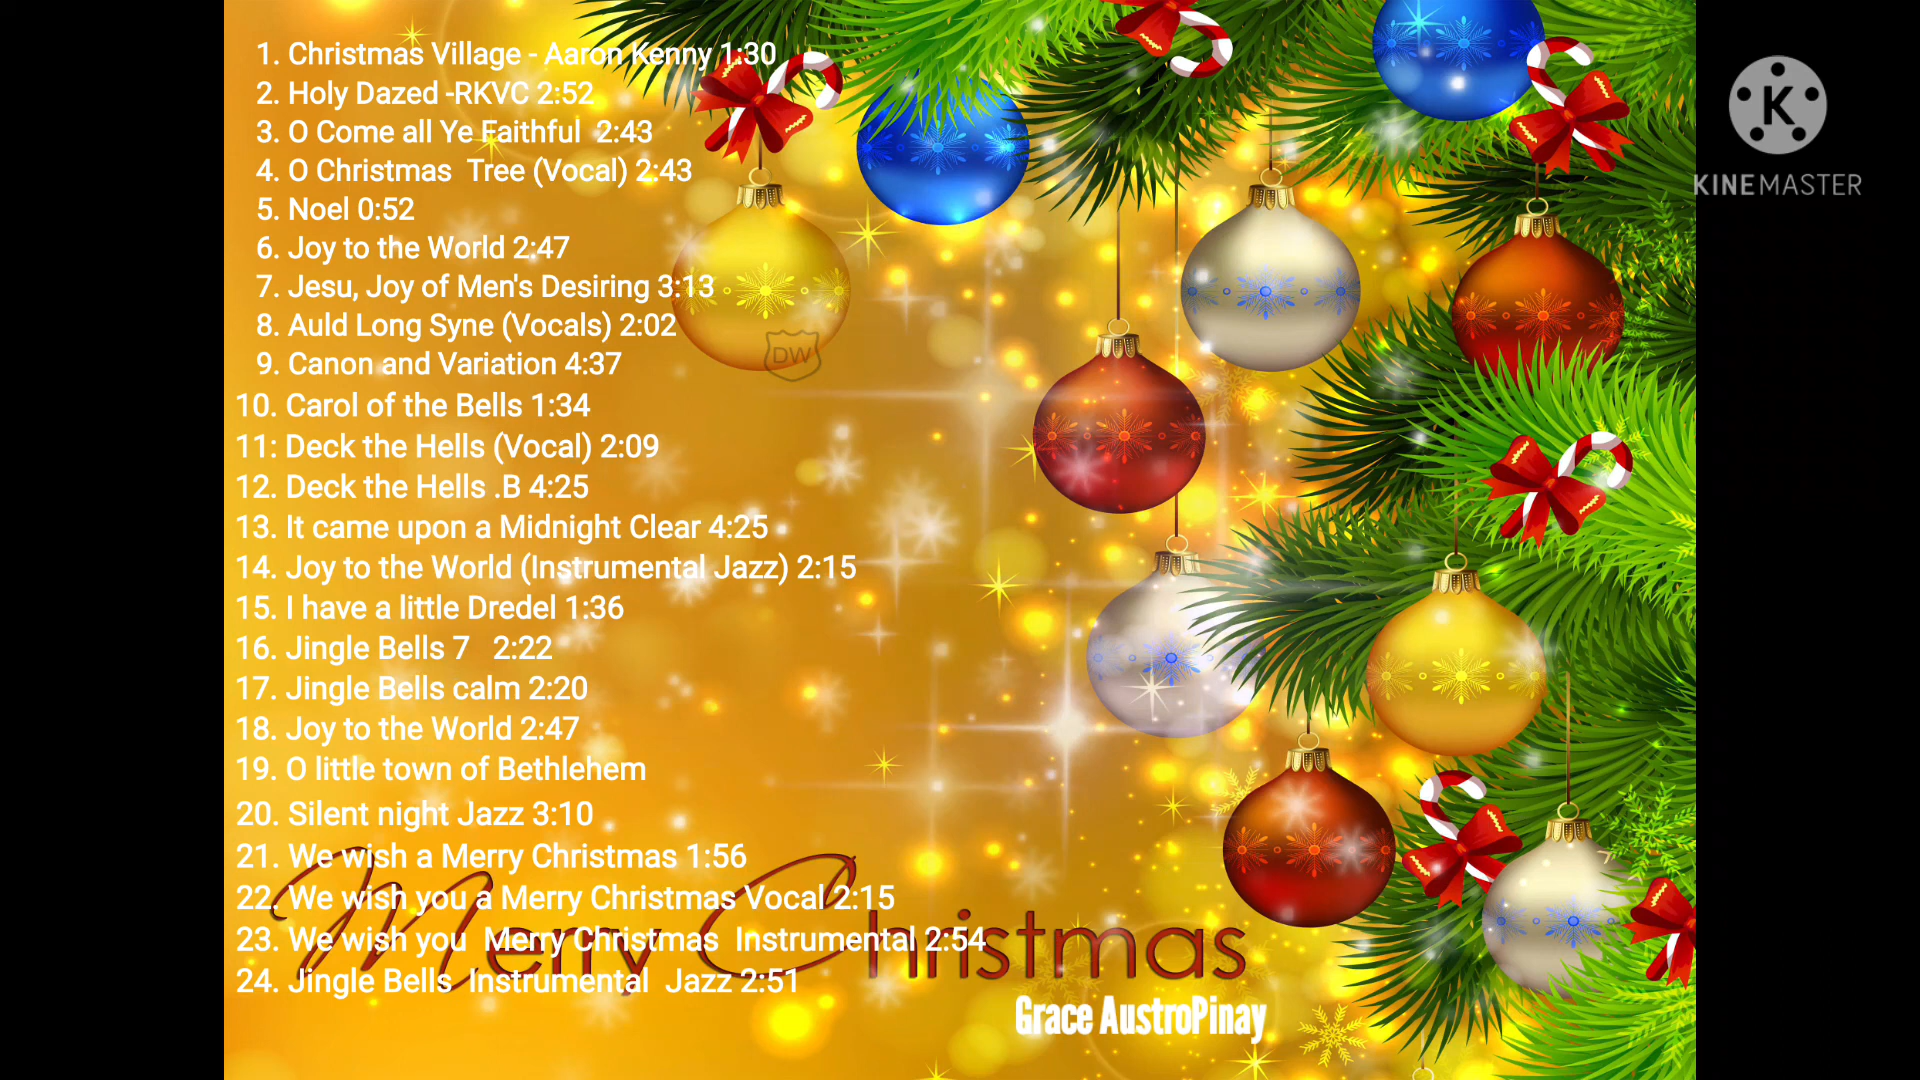 1. Christmas Village - Aaron Kenny 1:30
2. Holy Dazed -RKVC 2:52
3. O Come all Ye Faithful 2:43
4. O Christmas Tree (Vocal) 2:43
5. Noel 0:52
6. Joy to the World 2:47
7. Jesu, Joy of Men's Desiring 3:13
8. Auld Long Syne (Vocals) 2:02
9. Canon and Variation 4:37
10. Carol of the Bells 1:34
11: Deck the Hells (Vocal) 2:09
12. Deck the Hells .B 4:25
13. It came upon a Midnight Clear 4:25
14. Joy to the World (Instrumental Jazz) 2:15
15. I have a little Dredel 1:36
16. Jingle Bells 7 2:22
17. Jingle Bells calm 2:20
18. Joy to the World 2:47
19. O little town of Bethlehem
20. Silent night Jazz 3:10
21. We wish a Merry Christmas 1:56
22. We wish you a Merry Christmas Vocal 2:15
23. We wish you Merry Christmas Instrumental 2:54
24. Jingle Bells Instrumental Jazz 2:51
Merry Christmas
Grace AustroPinay
DW
K
KINEMASTER